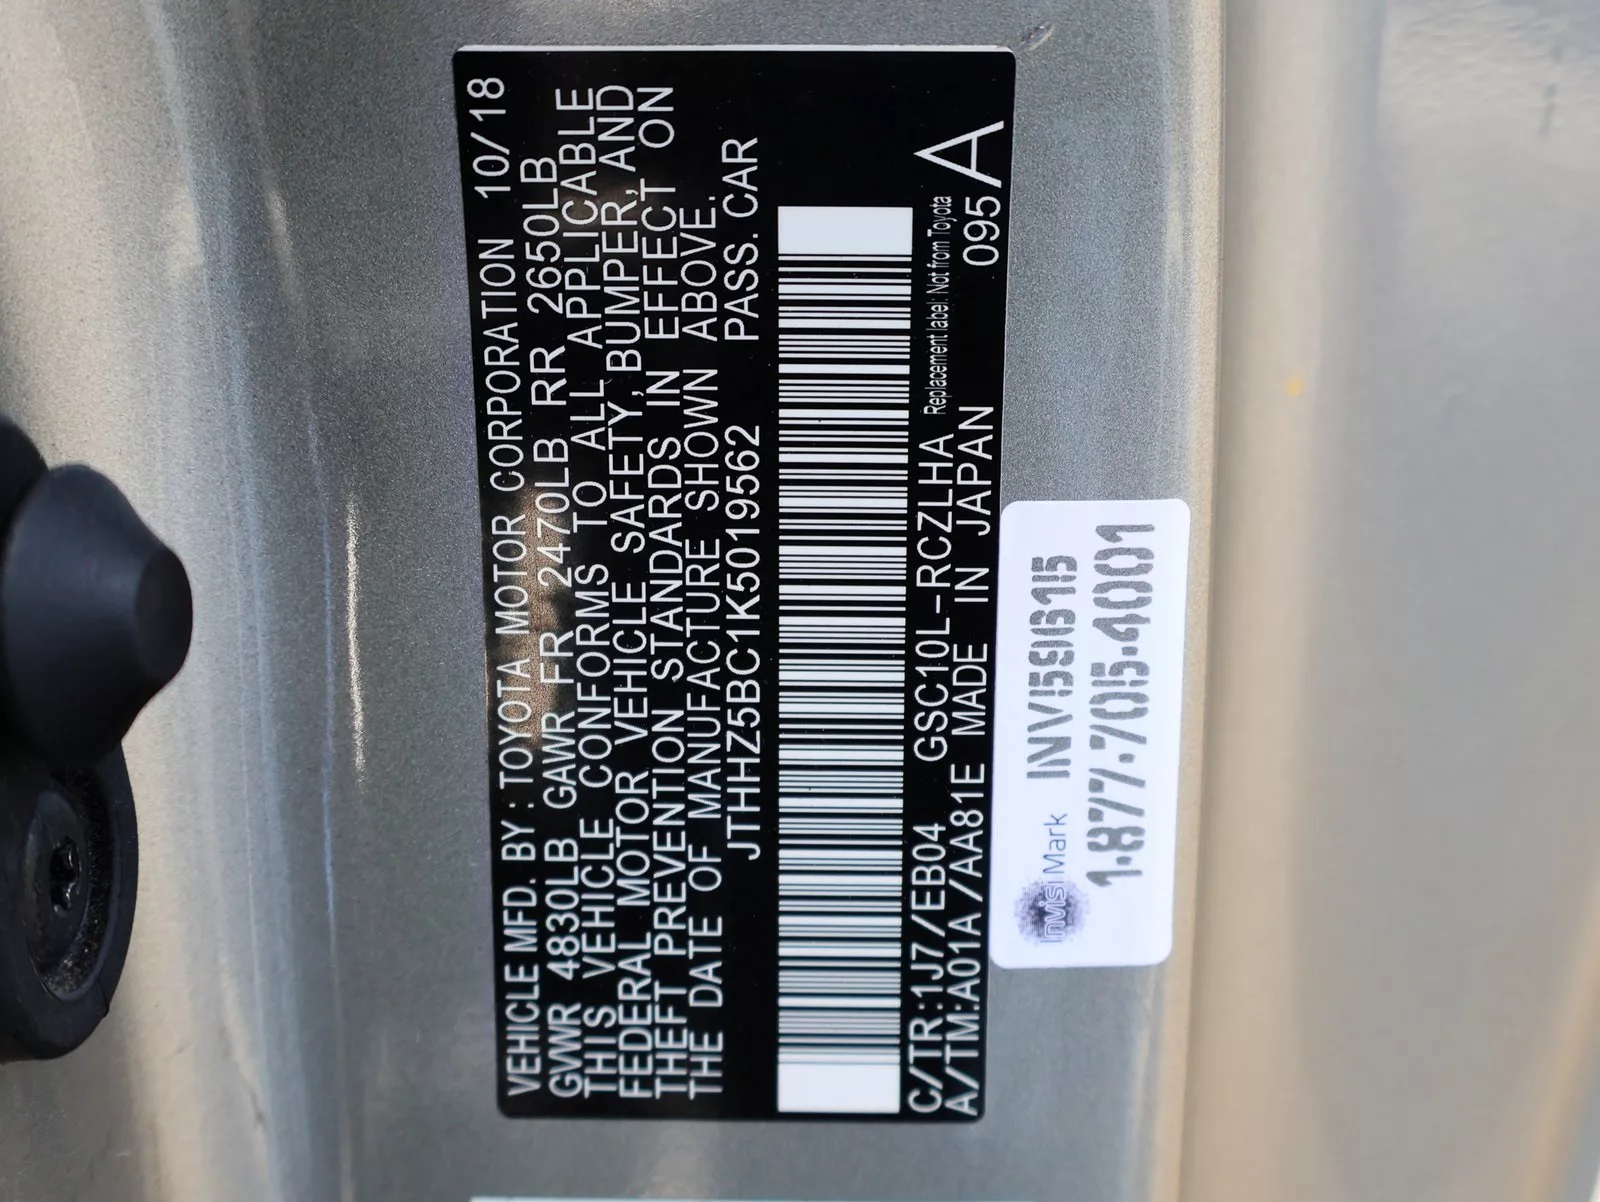 VEHICLE MFD. BY : TOYOTA MOTOR CORPORATION 10/18
GVWR 4830LB GAWR FR 2470LB RR 2650LB
THIS VEHICLE CONFORMS TO ALL APPLICABLE
FEDERAL MOTOR VEHICLE SAFETY, BUMPER, AND
THEFT PREVENTION STANDARDS IN EFFECT ON
THE DATE OF MANUFACTURE SHOWN ABOVE.
JTHHZ5BC1K5019562 PASS. CAR
C/TR:1J7/EB04 GSC10L-RCZLHA Replacement label: Not from Toyota
A/TM:A01A /AA81E MADE IN JAPAN 095 A
InvisiMark INV1596115
1-877-705-4001